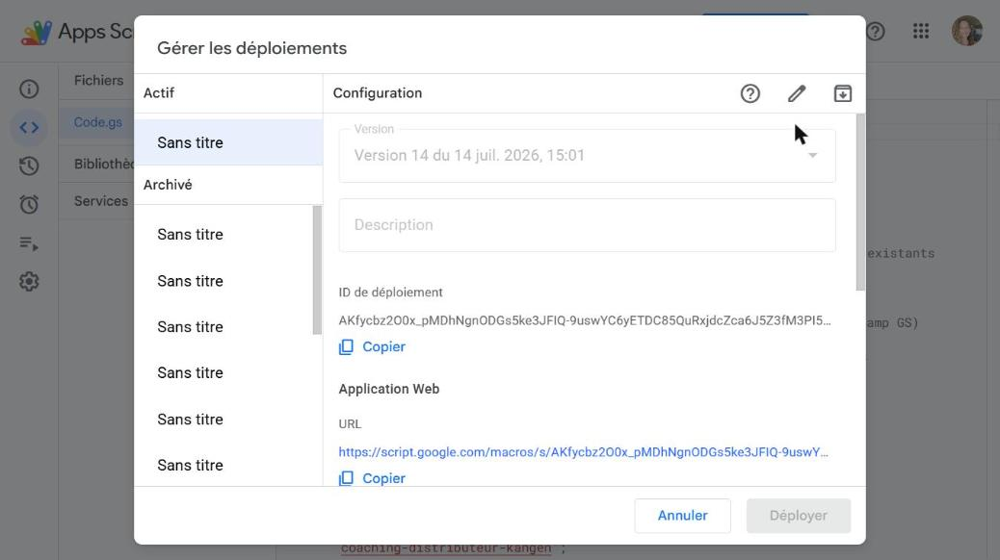 Apps Sc
Gérer les déploiements
Fichiers
Actif
Configuration
Code.gs
Sans titre
Version
Version 14 du 14 juil. 2026, 15:01
Bibliothè
Archivé
Services
Description
Sans titre
existants
Sans titre
ID de déploiement
AKfycbz2O0x_pMDhNgnODGs5ke3JFIQ-9uswYC6yETDC85QuRxjdcZca6J5Z3fM3PI5...
amp GS)
Sans titre
Copier
Sans titre
Application Web
Sans titre
URL
https://script.google.com/macros/s/AKfycbz2O0x_pMDhNgnODGs5ke3JFIQ-9uswY...
Sans titre
Copier
Annuler
Déployer
coaching-distributeur-kangen";